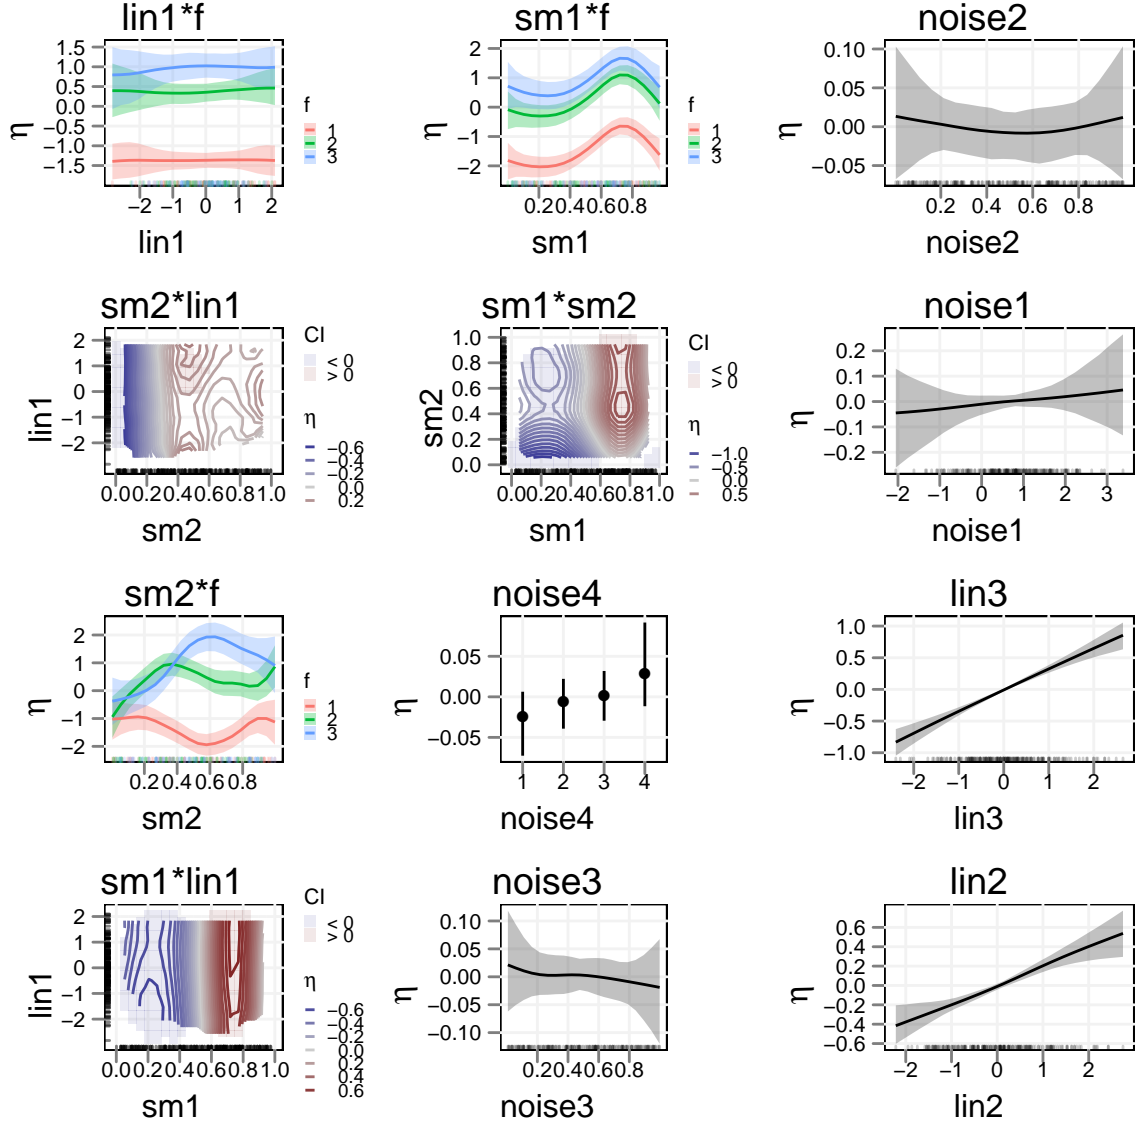 lin1*f
η
1.5
1.0
0.5
0.0
−0.5
−1.0
−1.5
−2 −1 0 1 2
lin1
f
1
2
3
sm1*f
η
2
1
0
−1
−2
0.20.40.60.8
sm1
f
1
2
3
noise2
η
0.10
0.05
0.00
−0.05
0.2 0.4 0.6 0.8
noise2
sm2*lin1
lin1
2
1
0
−1
−2
0.00.20.40.60.81.0
sm2
CI
< 0
> 0
η
−0.6
−0.4
−0.2
0.0
0.2
sm1*sm2
sm2
1.0
0.8
0.6
0.4
0.2
0.0
0.00.20.40.60.81.0
sm1
CI
< 0
> 0
η
−1.0
−0.5
0.0
0.5
noise1
η
0.2
0.1
0.0
−0.1
−0.2
−2 −1 0 1 2 3
noise1
sm2*f
η
2
1
0
−1
−2
0.20.40.60.8
sm2
f
1
2
3
noise4
η
0.05
0.00
−0.05
1 2 3 4
noise4
lin3
η
1.0
0.5
0.0
−0.5
−1.0
−2 −1 0 1 2
lin3
sm1*lin1
lin1
2
1
0
−1
−2
0.00.20.40.60.81.0
sm1
CI
< 0
> 0
η
−0.6
−0.4
−0.2
0.0
0.2
0.4
0.6
noise3
η
0.10
0.05
0.00
−0.05
−0.10
0.20.40.60.8
noise3
lin2
η
0.6
0.4
0.2
0.0
−0.2
−0.4
−0.6
−2 −1 0 1 2
lin2